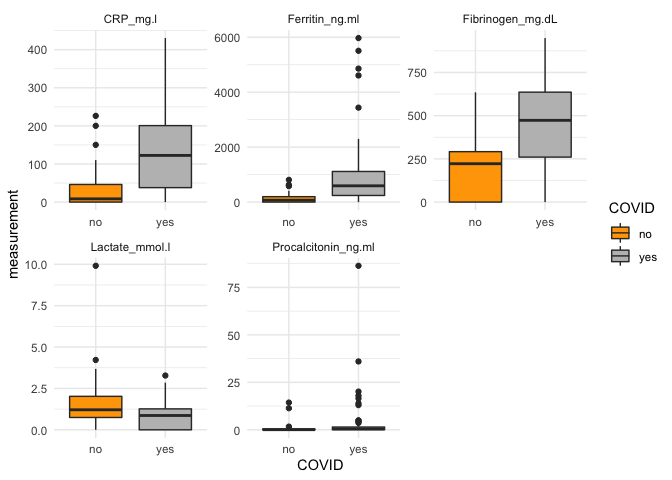 CRP_mg.l
Ferritin_ng.ml
Fibrinogen_mg.dL
400
300
200
100
0
6000
4000
2000
0
750
500
250
0
no
yes
no
yes
no
yes
measurement
Lactate_mmol.l
Procalcitonin_ng.ml
10.0
7.5
5.0
2.5
0.0
75
50
25
0
no
yes
no
yes
COVID
COVID
no
yes